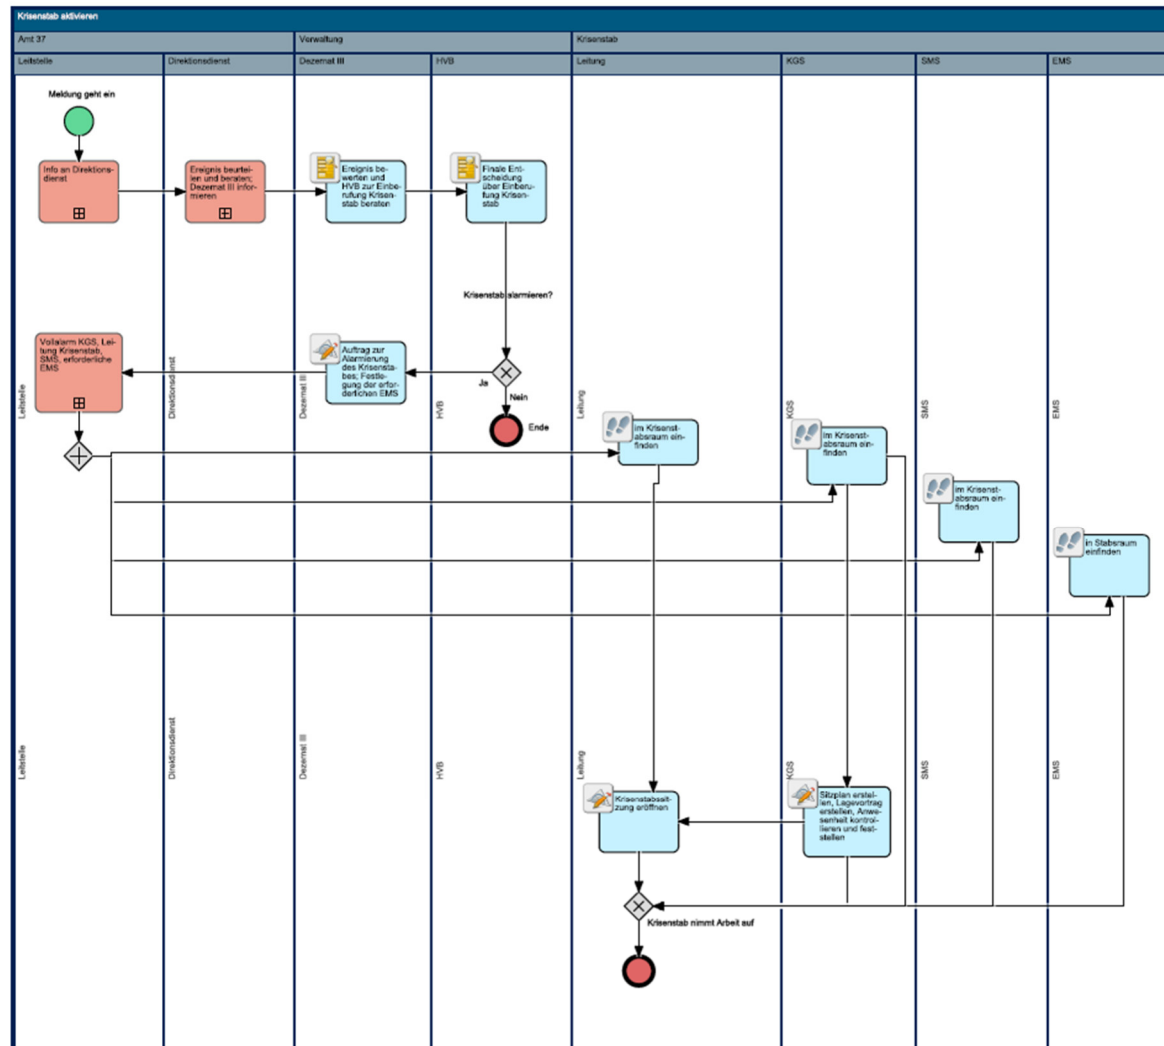 Krisenstab aktivieren
Amt 37
Verwaltung
Krisenstab
Leitstelle
Direktionsdienst
Dezernat III
HVB
Leitung
KGS
SMS
EMS
Meldung geht ein
Info an Direktions-
dienst
Ereignis beurtei-
len und beraten;
Dezernat III infor-
mieren
Ereignis be-
werten und
HVB zur Einbe-
rufung Krisen-
stab beraten
Finale Ent-
scheidung
über Einberu-
fung Krisen-
stab
Krisenstab alarmieren?
Vollalarm KGS, Lei-
tung Krisenstab,
SMS, erforderliche
EMS
Auftrag zur
Alarmierung
des Krisensta-
bes; Festle-
gung der erfor-
derlichen EMS
Ja
Nein
Ende
Leitstelle
Direktionsdienst
Dezernat III
HVB
Leitung
KGS
SMS
EMS
im Krisenst-
absraum ein-
finden
im Krisenst-
absraum ein-
finden
im Krisenst-
absraum ein-
finden
in Stabsraum
einfinden
Leitstelle
Direktionsdienst
Dezernat III
HVB
Leitung
KGS
SMS
EMS
Krisenstabssit-
zung eröffnen
Sitzplan erstel-
len, Lagevortrag
erstellen, Anwe-
senheit kontrol-
lieren und fest-
stellen
Krisenstab nimmt Arbeit auf